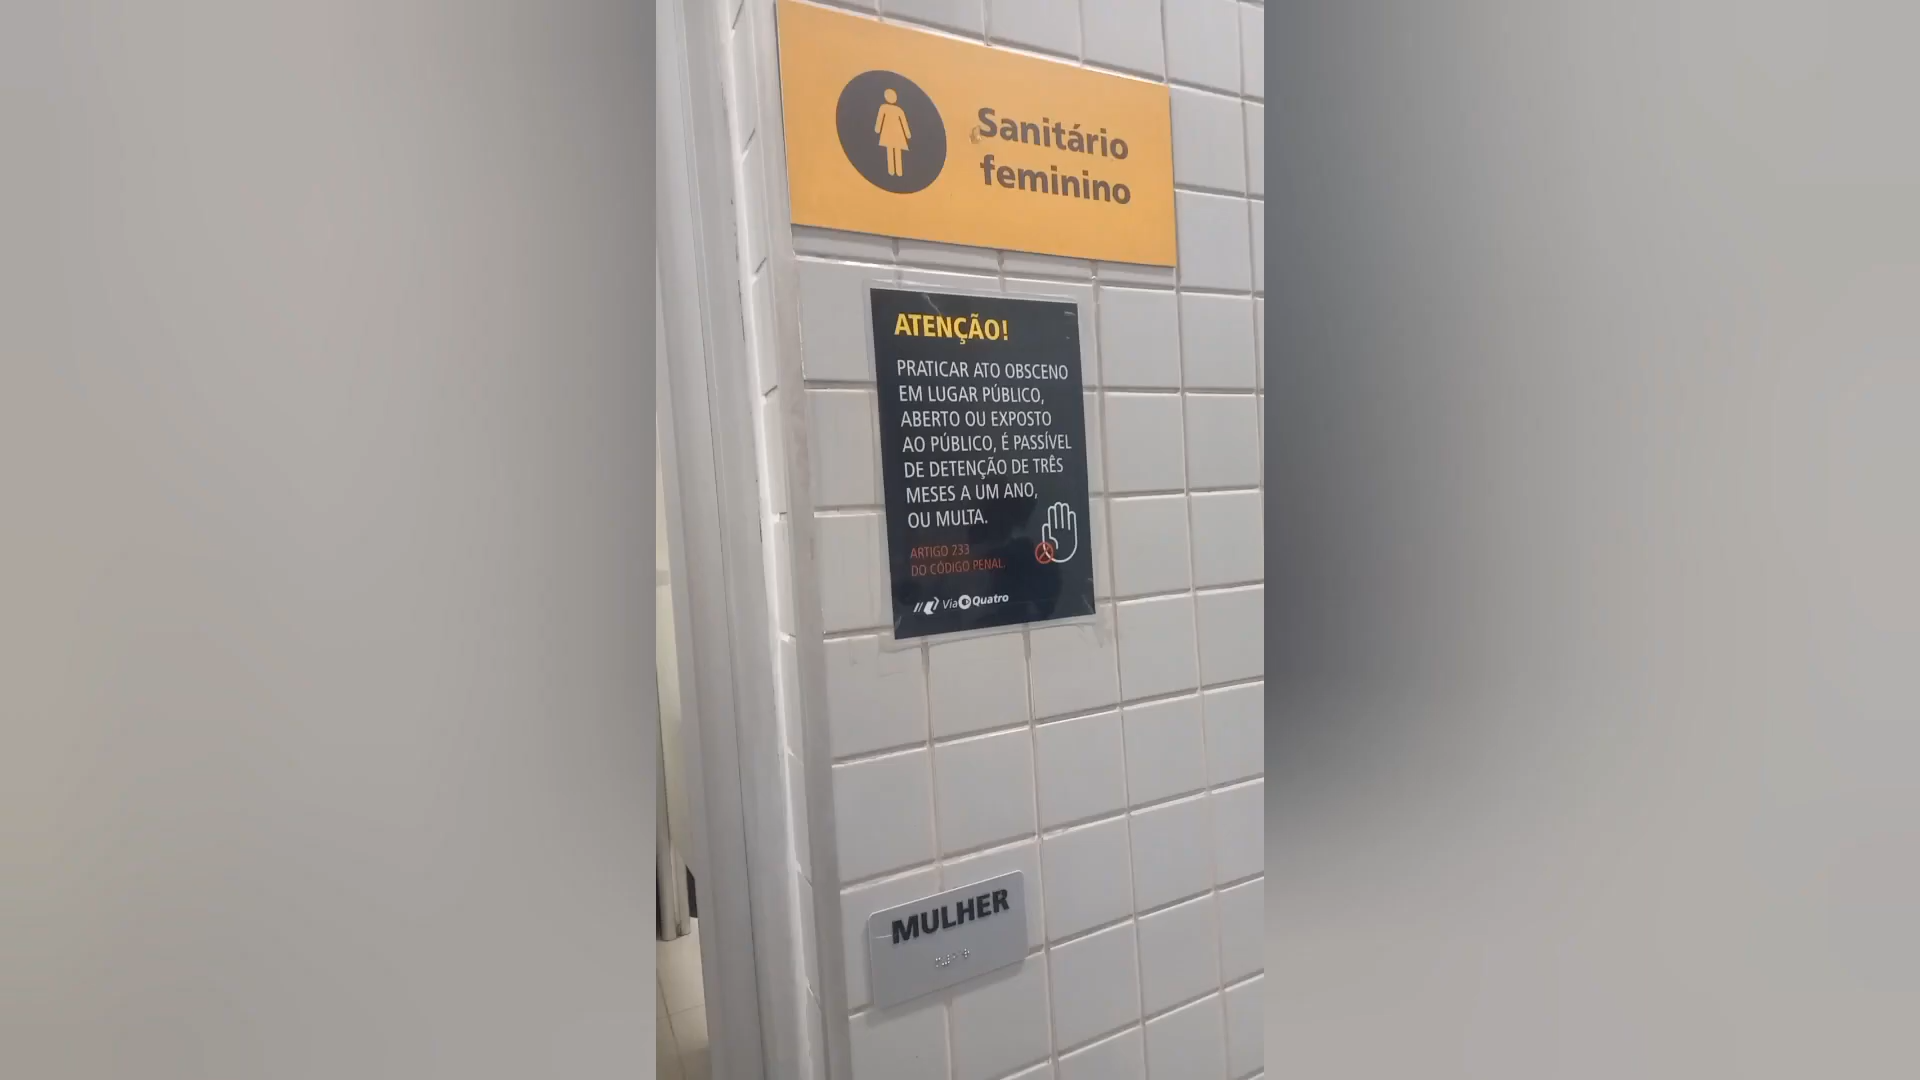 Sanitário
feminino
ATENÇÃO!
PRATICAR ATO OBSCENO
EM LUGAR PÚBLICO,
ABERTO OU EXPOSTO
AO PÚBLICO, É PASSÍVEL
DE DETENÇÃO DE TRÊS
MESES A UM ANO,
OU MULTA.
ARTIGO 233
DO CÓDIGO PENAL.
ViaQuatro
MULHER